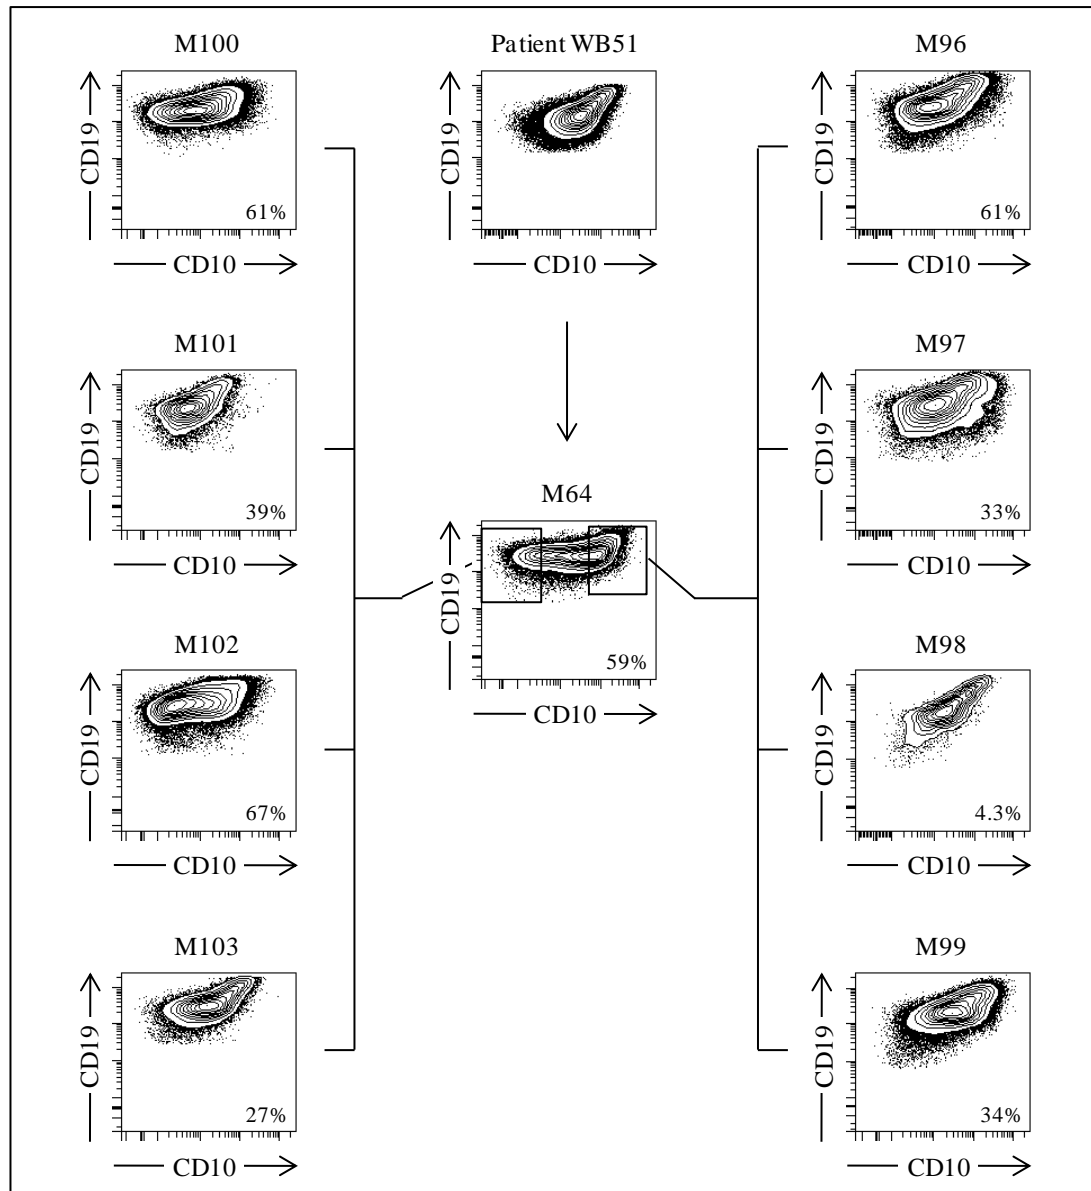 M100
CD19
61%
CD10
Patient WB51
CD19
CD10
M96
CD19
61%
CD10
M101
CD19
39%
CD10
M97
CD19
33%
CD10
M64
CD19
59%
CD10
M102
CD19
67%
CD10
M98
CD19
4.3%
CD10
M103
CD19
27%
CD10
M99
CD19
34%
CD10